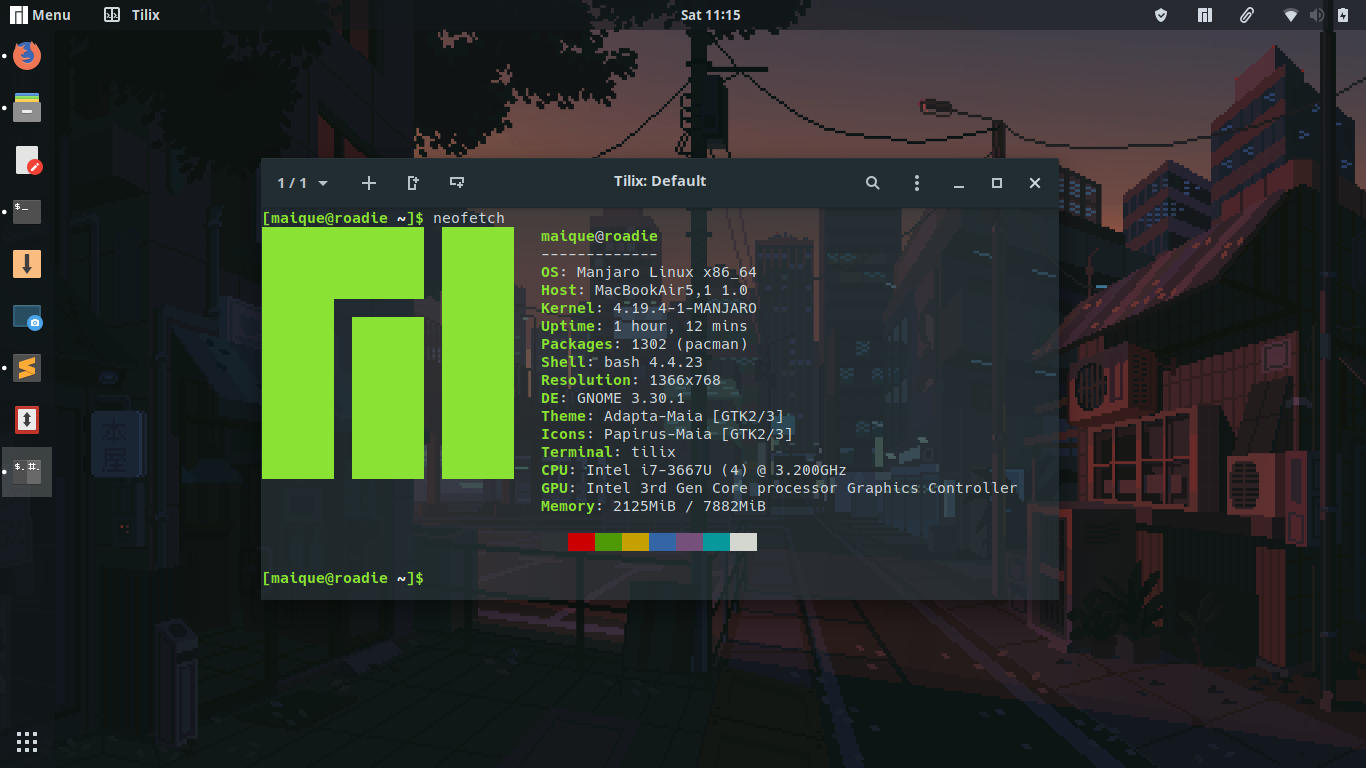 Menu Tilix Sat 11:15
1 / 1 Tilix: Default
[maique@roadie ~]$ neofetch
maique@roadie
-------------
OS: Manjaro Linux x86_64
Host: MacBookAir5,1 1.0
Kernel: 4.19.4-1-MANJARO
Uptime: 1 hour, 12 mins
Packages: 1302 (pacman)
Shell: bash 4.4.23
Resolution: 1366x768
DE: GNOME 3.30.1
Theme: Adapta-Maia [GTK2/3]
Icons: Papirus-Maia [GTK2/3]
Terminal: tilix
CPU: Intel i7-3667U (4) @ 3.200GHz
GPU: Intel 3rd Gen Core processor Graphics Controller
Memory: 2125MiB / 7882MiB
[maique@roadie ~]$
本屋